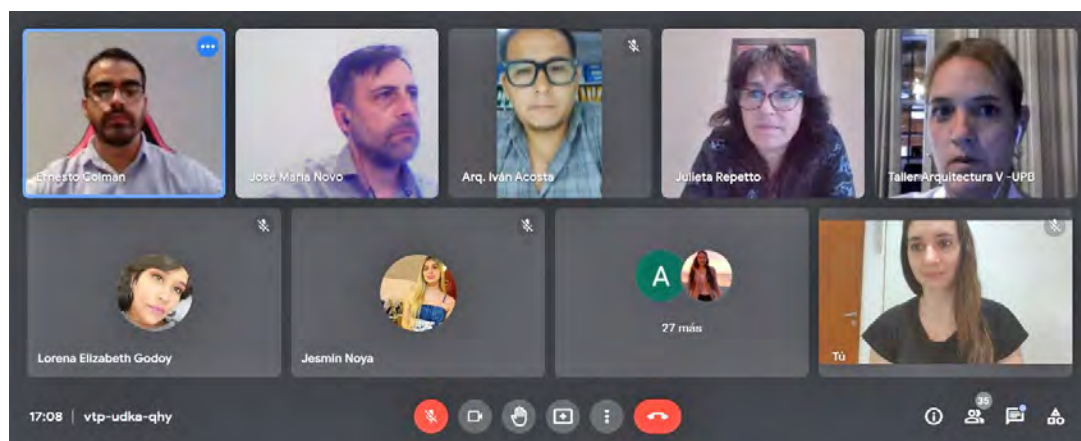 Ernesto Colman
José María Novo
Arq. Iván Acosta
Julieta Repetto
Taller Arquitectura V -UPB
Lorena Elizabeth Godoy
Jesmin Noya
A
27 más
Tú
17:08 | vtp-udka-qhy
35